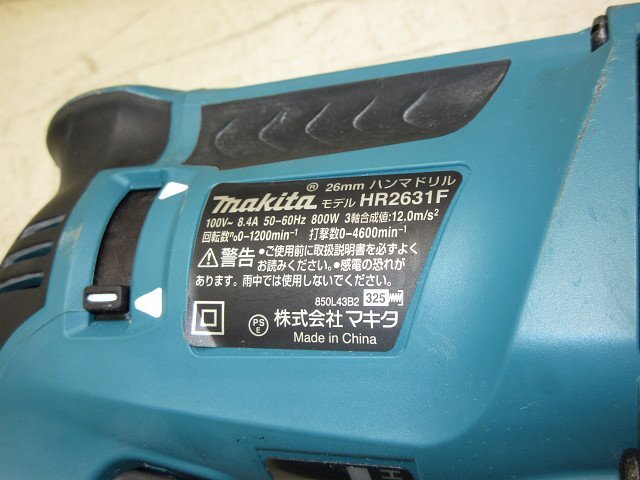 makita® 26mm ハンマドリル
モデル HR2631F
100V~ 8.4A 50-60Hz 800W 3軸合成値:12.0m/s²
回転数n₀0-1200min⁻¹ 打撃数0-4600min⁻¹
⚠警告 ●ご使用前に取扱説明書を必ずよく
お読みください。●感電の恐れが
あります。雨中では使用しないでください。
850L43B2 325
PS
E
株式会社マキタ
Made in China
H